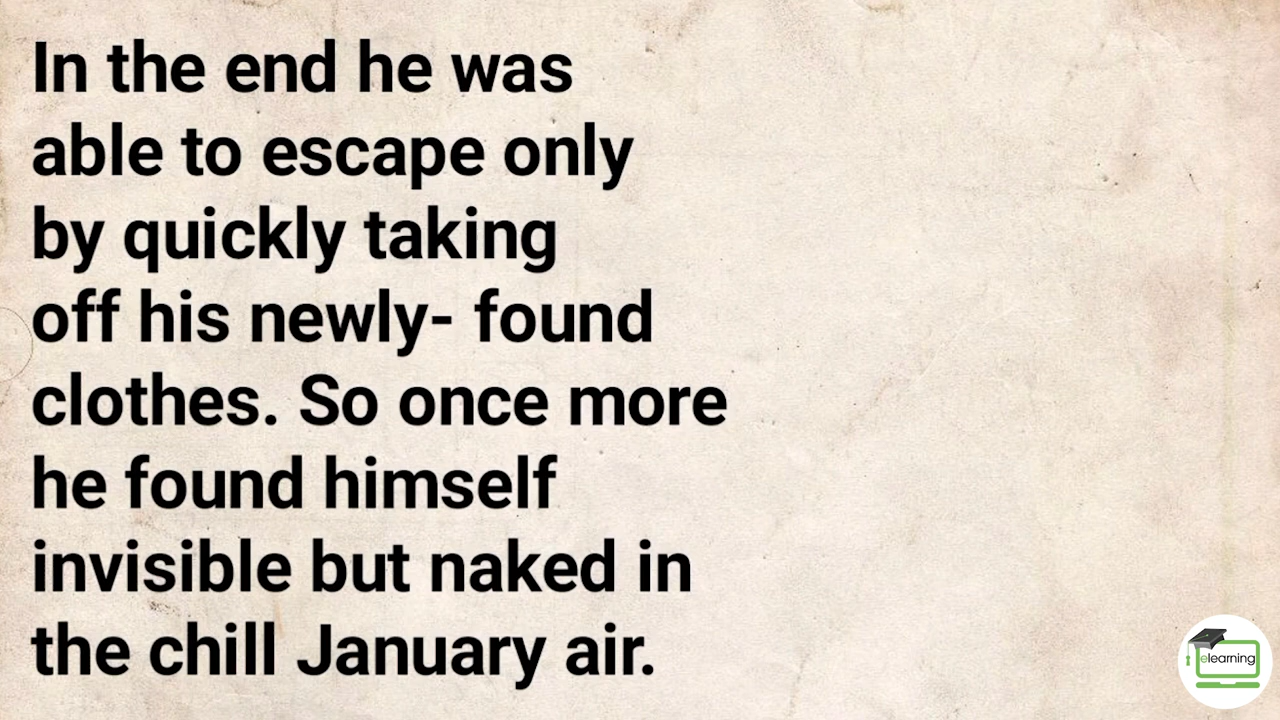 In the end he was
able to escape only
by quickly taking
off his newly- found
clothes. So once more
he found himself
invisible but naked in
the chill January air.
elearning